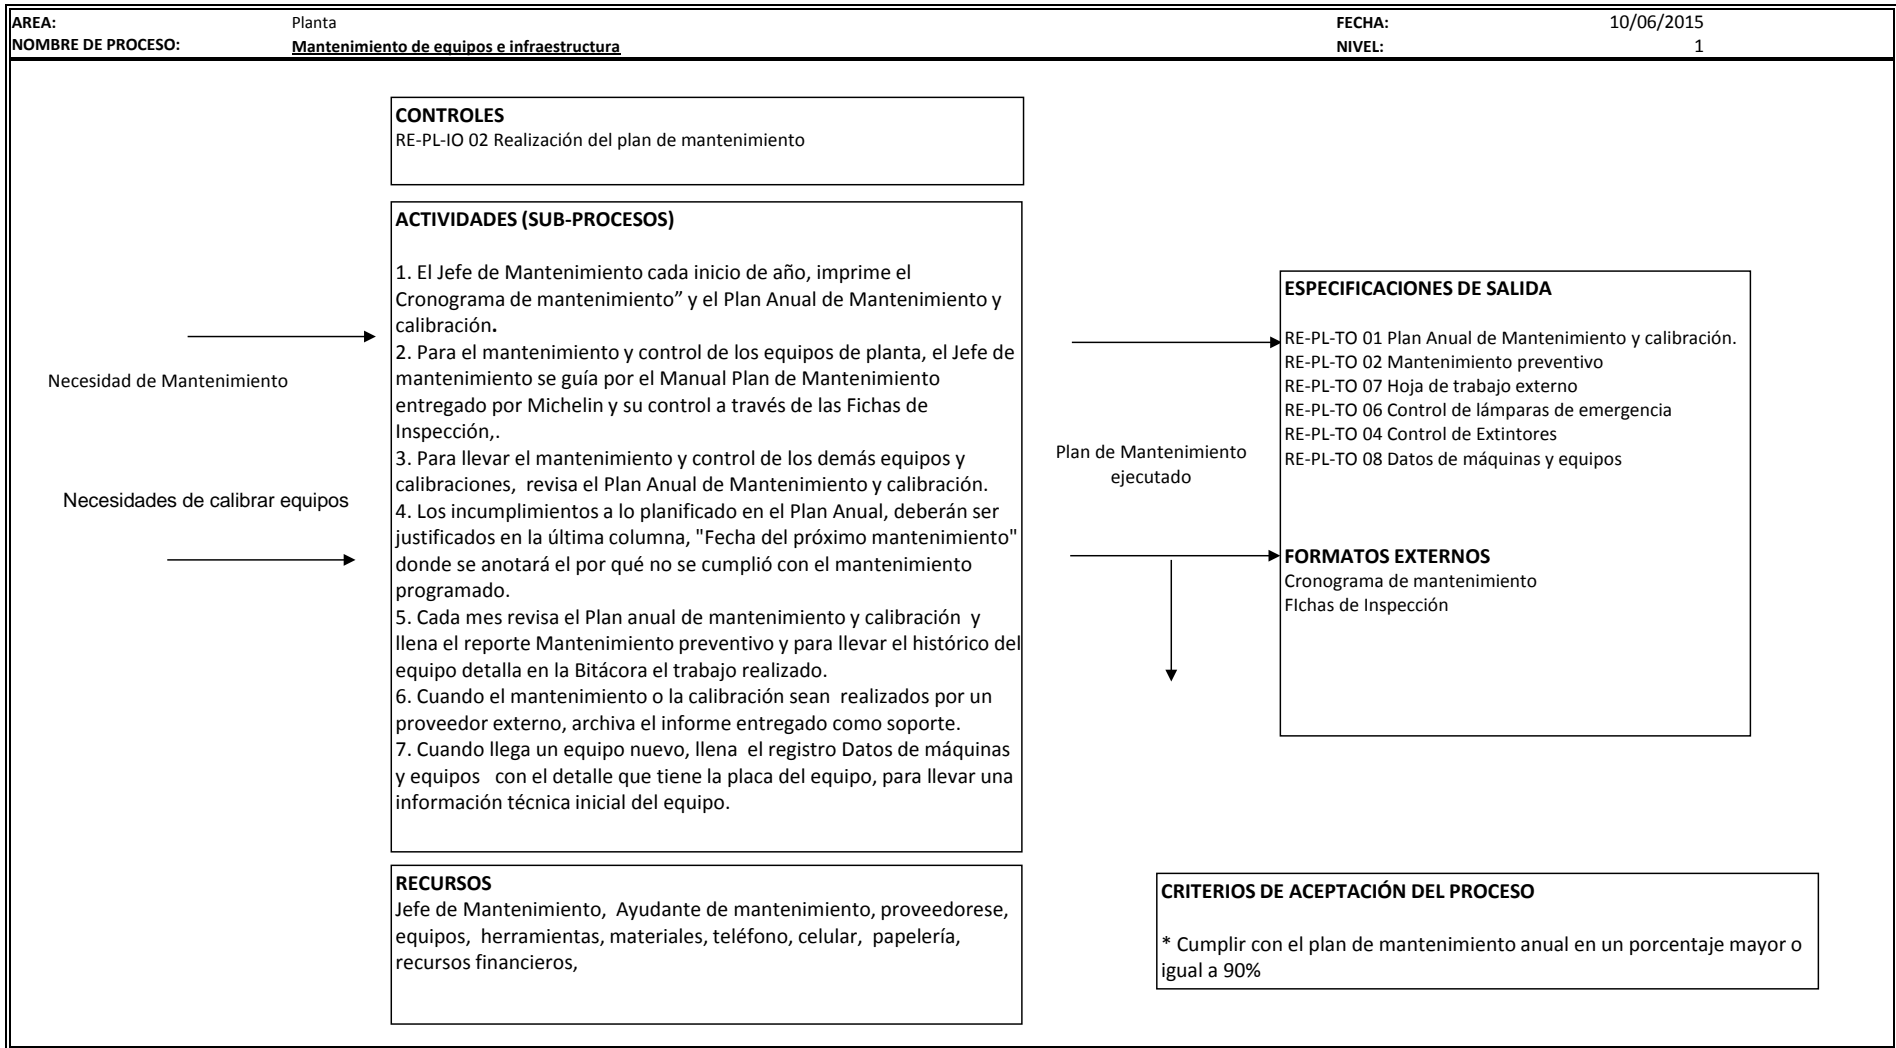 AREA: Planta FECHA: 10/06/2015
NOMBRE DE PROCESO: Mantenimiento de equipos e infraestructura NIVEL: 1
CONTROLES
RE-PL-IO 02 Realización del plan de mantenimiento
ACTIVIDADES (SUB-PROCESOS)
1. El Jefe de Mantenimiento cada inicio de año, imprime el
Cronograma de mantenimiento” y el Plan Anual de Mantenimiento y
calibración.
2. Para el mantenimiento y control de los equipos de planta, el Jefe de
mantenimiento se guía por el Manual Plan de Mantenimiento
entregado por Michelin y su control a través de las Fichas de
Inspección,.
3. Para llevar el mantenimiento y control de los demás equipos y
calibraciones, revisa el Plan Anual de Mantenimiento y calibración.
4. Los incumplimientos a lo planificado en el Plan Anual, deberán ser
justificados en la última columna, "Fecha del próximo mantenimiento"
donde se anotará el por qué no se cumplió con el mantenimiento
programado.
5. Cada mes revisa el Plan anual de mantenimiento y calibración y
llena el reporte Mantenimiento preventivo y para llevar el histórico del
equipo detalla en la Bitácora el trabajo realizado.
6. Cuando el mantenimiento o la calibración sean realizados por un
proveedor externo, archiva el informe entregado como soporte.
7. Cuando llega un equipo nuevo, llena el registro Datos de máquinas
y equipos con el detalle que tiene la placa del equipo, para llevar una
información técnica inicial del equipo.
Necesidad de Mantenimiento
Necesidades de calibrar equipos
Plan de Mantenimiento
ejecutado
ESPECIFICACIONES DE SALIDA
RE-PL-TO 01 Plan Anual de Mantenimiento y calibración.
RE-PL-TO 02 Mantenimiento preventivo
RE-PL-TO 07 Hoja de trabajo externo
RE-PL-TO 06 Control de lámparas de emergencia
RE-PL-TO 04 Control de Extintores
RE-PL-TO 08 Datos de máquinas y equipos
FORMATOS EXTERNOS
Cronograma de mantenimiento
FIchas de Inspección
RECURSOS
Jefe de Mantenimiento, Ayudante de mantenimiento, proveedorese,
equipos, herramientas, materiales, teléfono, celular, papelería,
recursos financieros,
CRITERIOS DE ACEPTACIÓN DEL PROCESO
* Cumplir con el plan de mantenimiento anual en un porcentaje mayor o
igual a 90%